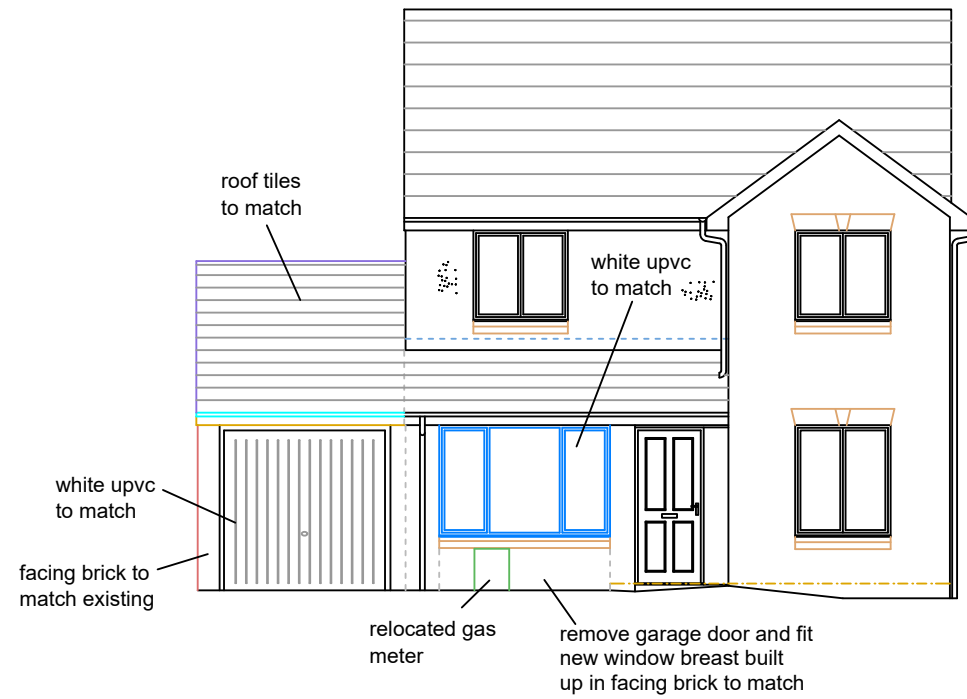 roof tiles
to match
white upvc
to match
white upvc
to match
facing brick to
match existing
relocated gas
meter
remove garage door and fit
new window breast built
up in facing brick to match